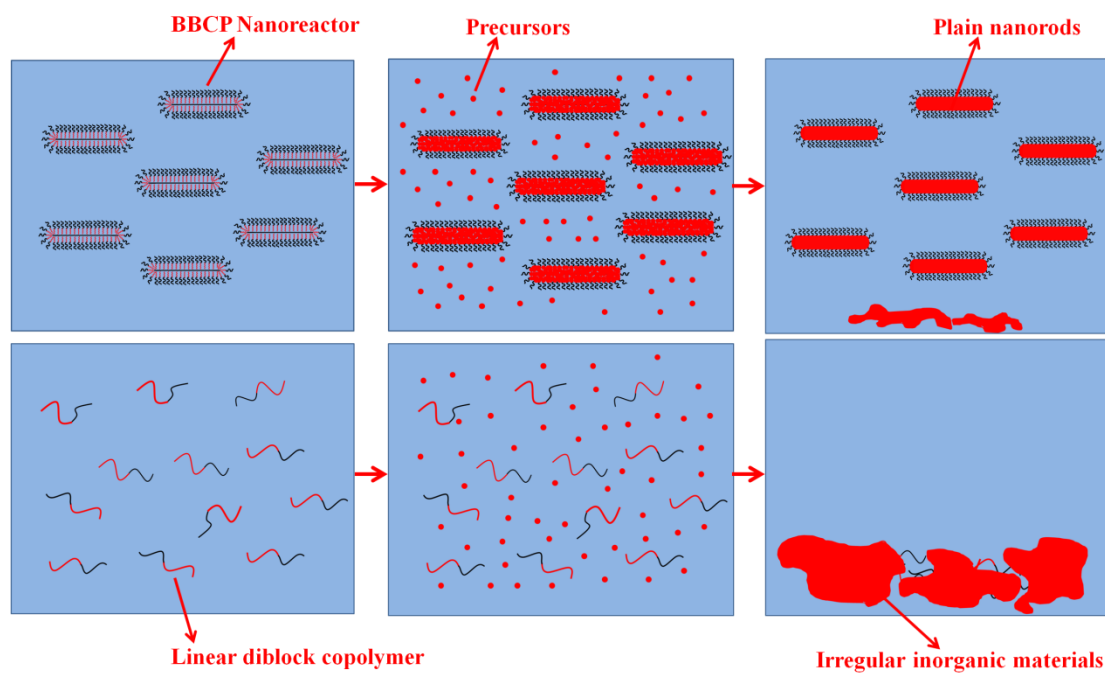 BBCP Nanoreactor
Precursors
Plain nanorods
Linear diblock copolymer
Irregular inorganic materials